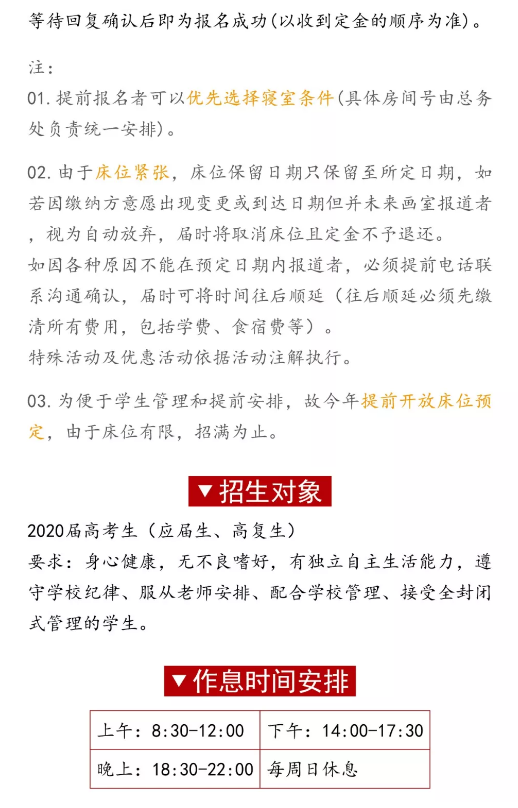 等待回复确认后即为报名成功(以收到定金的顺序为准)。
注:
01.提前报名者可以优先选择寝室条件(具体房间号由总务
处负责统一安排)。
02.由于床位紧张，床位保留日期只保留至所定日期，如
若因缴纳方意愿出现变更或到达日期但并未来画室报道者
，视为自动放弃，届时将取消床位且定金不予退还。
如因各种原因不能在预定日期内报道者，必须提前电话联
系沟通确认，届时可将时间往后顺延（往后顺延必须先缴
清所有费用，包括学费、食宿费等）。
特殊活动及优惠活动依据活动注解执行。
03.为便于学生管理和提前安排，故今年提前开放床位预
定，由于床位有限，招满为止。
▼招生对象
2020届高考生（应届生、高复生）
要求：身心健康，无不良嗜好，有独立自主生活能力，遵
守学校纪律、服从老师安排、配合学校管理、接受全封闭
式管理的学生。
▼作息时间安排
上午：8:30-12:00 下午：14:00-17:30
晚上：18:30-22:00 每周日休息